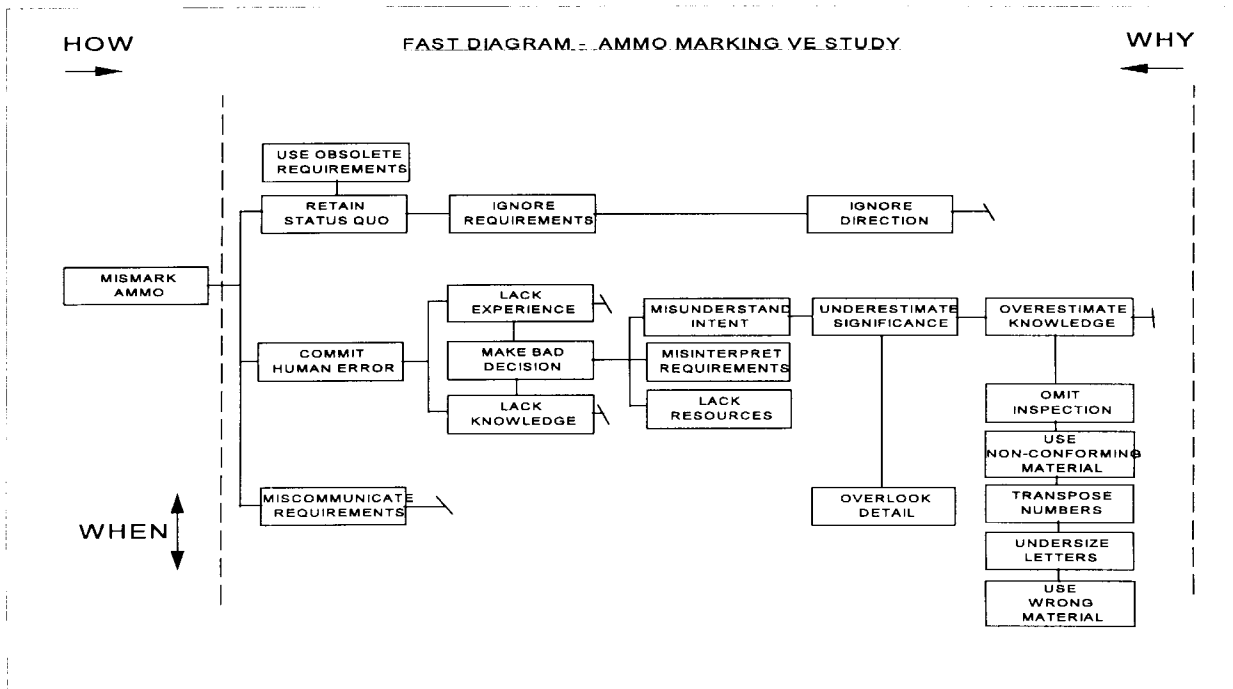 HOW
FAST DIAGRAM - AMMO MARKING VE STUDY
WHY
USE OBSOLETE
REQUIREMENTS
RETAIN
STATUS QUO
IGNORE
REQUIREMENTS
IGNORE
DIRECTION
MISMARK
AMMO
LACK
EXPERIENCE
MISUNDERSTAND
INTENT
UNDERESTIMATE
SIGNIFICANCE
OVERESTIMATE
KNOWLEDGE
COMMIT
HUMAN ERROR
MAKE BAD
DECISION
MISINTERPRET
REQUIREMENTS
LACK
KNOWLEDGE
LACK
RESOURCES
OMIT
INSPECTION
USE
NON-CONFORMING
MATERIAL
MISCOMMUNICATE
REQUIREMENTS
OVERLOOK
DETAIL
TRANSPOSE
NUMBERS
WHEN
UNDERSIZE
LETTERS
USE
WRONG
MATERIAL